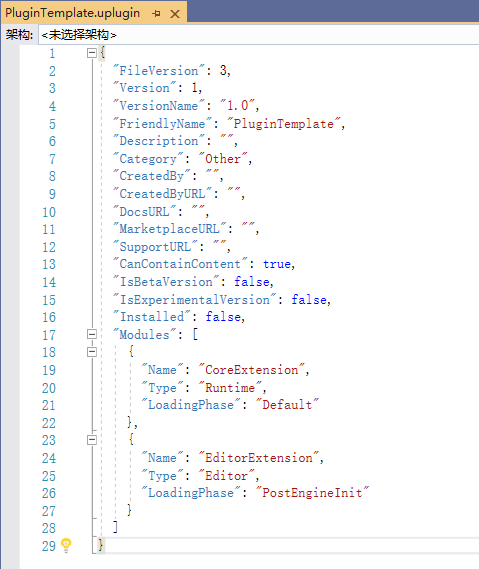 PluginTemplate.uplugin
架构: <未选择架构>
1 {
2 "FileVersion": 3,
3 "Version": 1,
4 "VersionName": "1.0",
5 "FriendlyName": "PluginTemplate",
6 "Description": "",
7 "Category": "Other",
8 "CreatedBy": "",
9 "CreatedByURL": "",
10 "DocsURL": "",
11 "MarketplaceURL": "",
12 "SupportURL": "",
13 "CanContainContent": true,
14 "IsBetaVersion": false,
15 "IsExperimentalVersion": false,
16 "Installed": false,
17 "Modules": [
18 {
19 "Name": "CoreExtension",
20 "Type": "Runtime",
21 "LoadingPhase": "Default"
22 },
23 {
24 "Name": "EditorExtension",
25 "Type": "Editor",
26 "LoadingPhase": "PostEngineInit"
27 }
28 ]
29 }